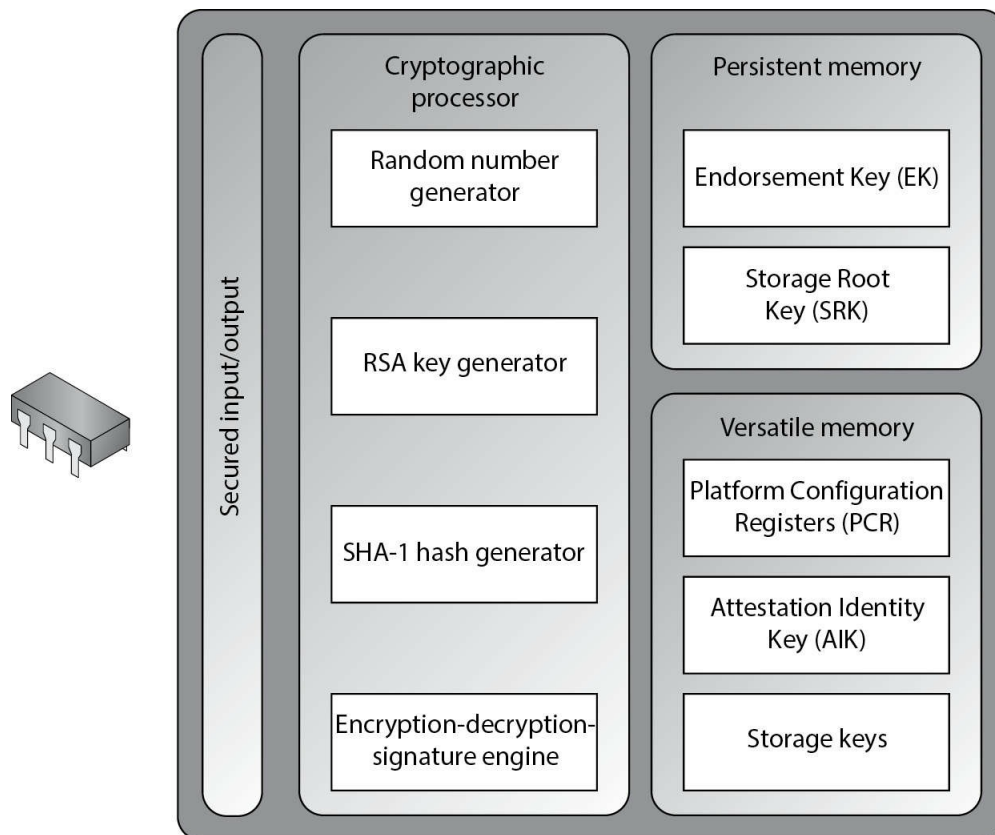 Secured input/output
Cryptographic
processor
Random number
generator
RSA key generator
SHA-1 hash generator
Encryption-decryption-
signature engine
Persistent memory
Endorsement Key (EK)
Storage Root
Key (SRK)
Versatile memory
Platform Configuration
Registers (PCR)
Attestation Identity
Key (AIK)
Storage keys